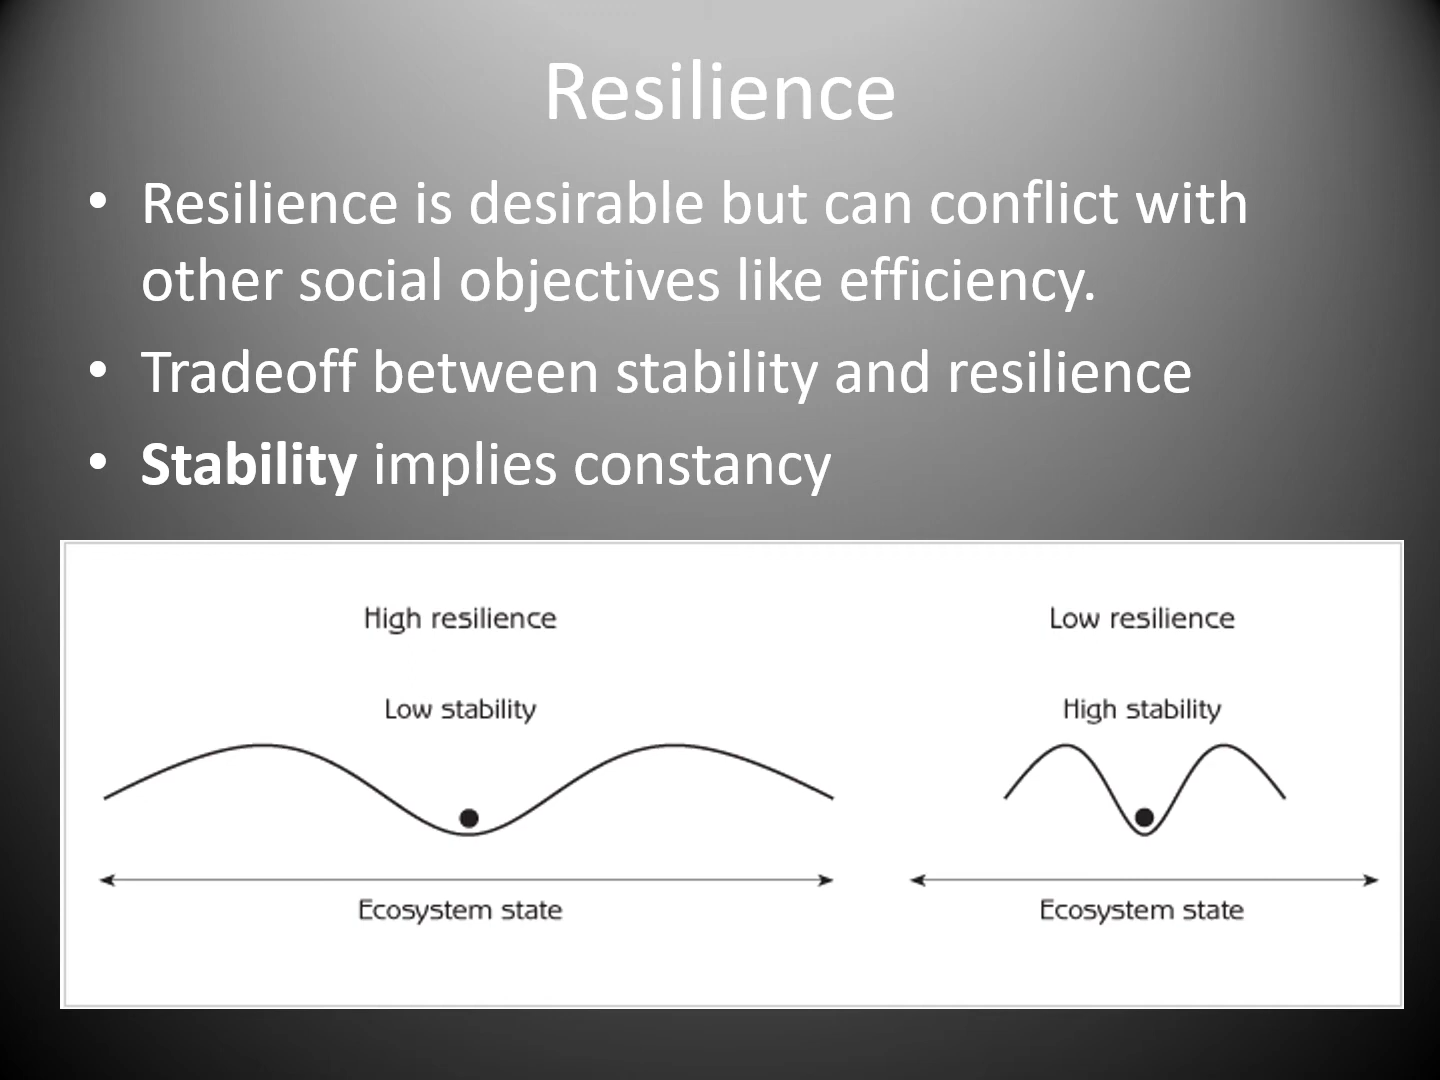 Resilience
• Resilience is desirable but can conflict with
other social objectives like efficiency.
• Tradeoff between stability and resilience
• Stability implies constancy
High resilience
Low resilience
Low stability
High stability
Ecosystem state
Ecosystem state